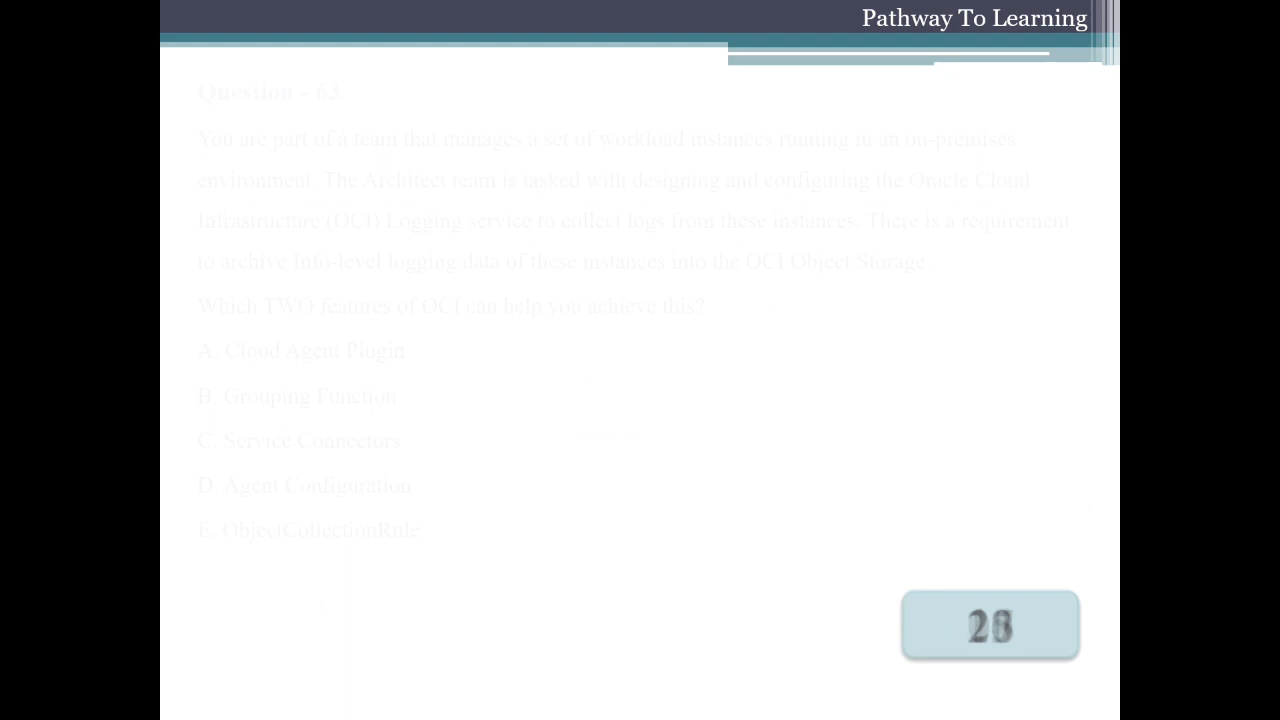 Pathway To Learning
Question - 63
You are part of a team that manages a set of workload instances running in an on-premises
environment. The Architect team is tasked with designing and configuring the Oracle Cloud
Infrastructure (OCI) Logging service to collect logs from these instances. There is a requirement
to archive Info-level logging data of these instances into the OCI Object Storage.
Which TWO features of OCI can help you achieve this?
A. Cloud Agent Plugin
B. Grouping Function
C. Service Connectors
D. Agent Configuration
E. ObjectCollectionRule